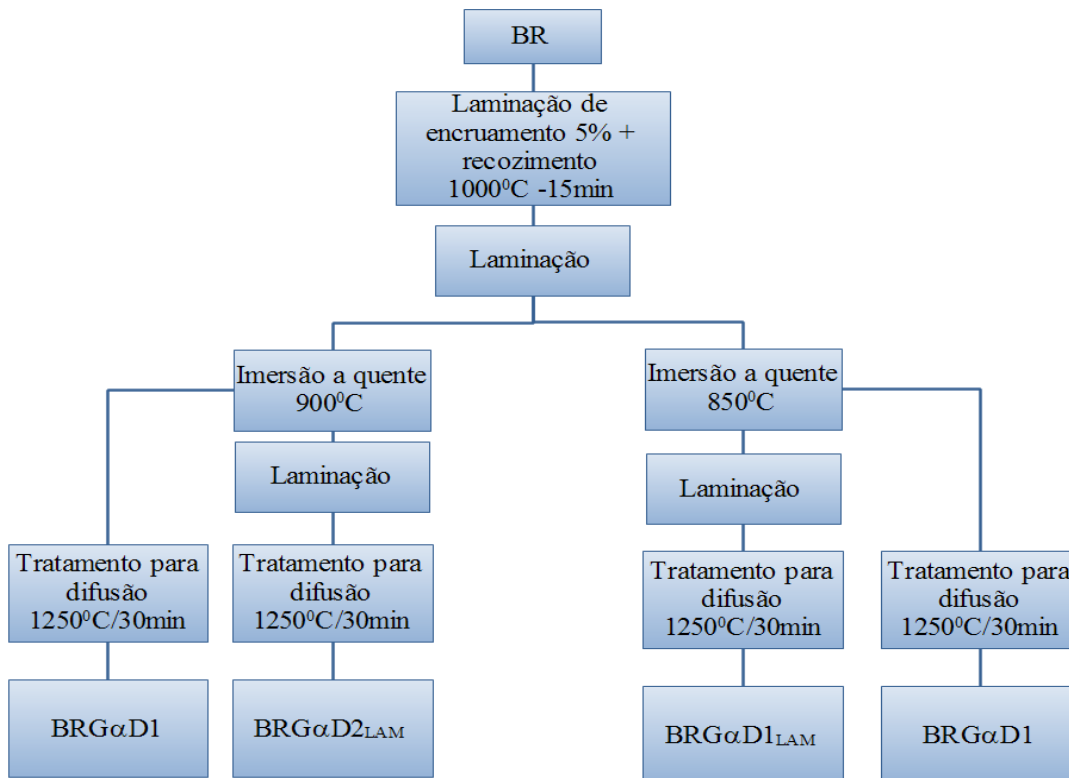 BR
Laminação de
encruamento 5% +
recozimento
1000⁰C -15min
Laminação
Imersão a quente
900⁰C
Imersão a quente
850⁰C
Laminação
Laminação
Tratamento para
difusão
1250⁰C/30min
Tratamento para
difusão
1250⁰C/30min
Tratamento para
difusão
1250⁰C/30min
Tratamento para
difusão
1250⁰C/30min
BRGαD1
BRGαD2LAM
BRGαD1LAM
BRGαD1